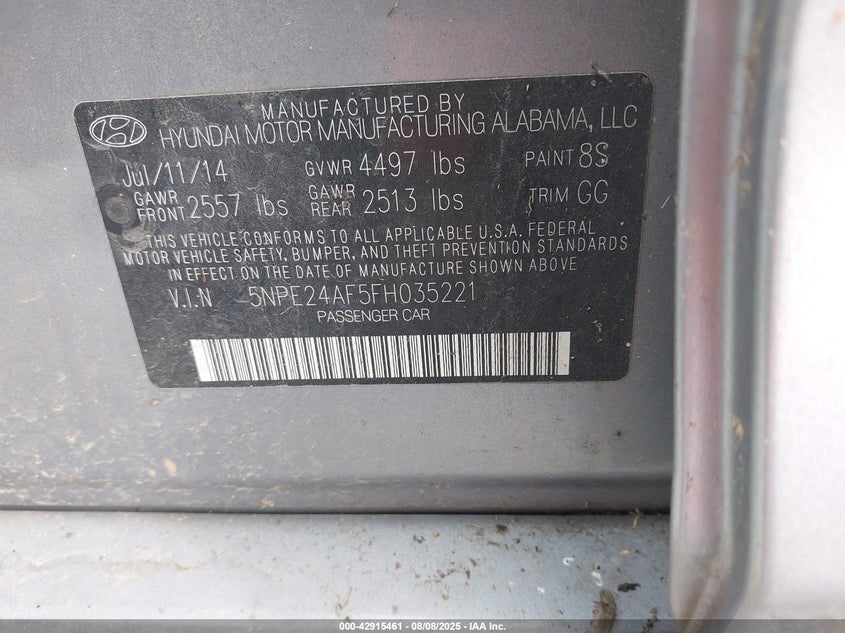 MANUFACTURED BY
HYUNDAI MOTOR MANUFACTURING ALABAMA, LLC
Jul/11/14 GVWR 4497 lbs PAINT 8S
GAWR FRONT 2557 lbs GAWR REAR 2513 lbs TRIM GG
THIS VEHICLE CONFORMS TO ALL APPLICABLE U.S.A. FEDERAL
MOTOR VEHICLE SAFETY, BUMPER, AND THEFT PREVENTION STANDARDS
IN EFFECT ON THE DATE OF MANUFACTURE SHOWN ABOVE
V.I.N 5NPE24AF5FH035221
PASSENGER CAR
000-42915461 - 08/08/2025 - IAA Inc.